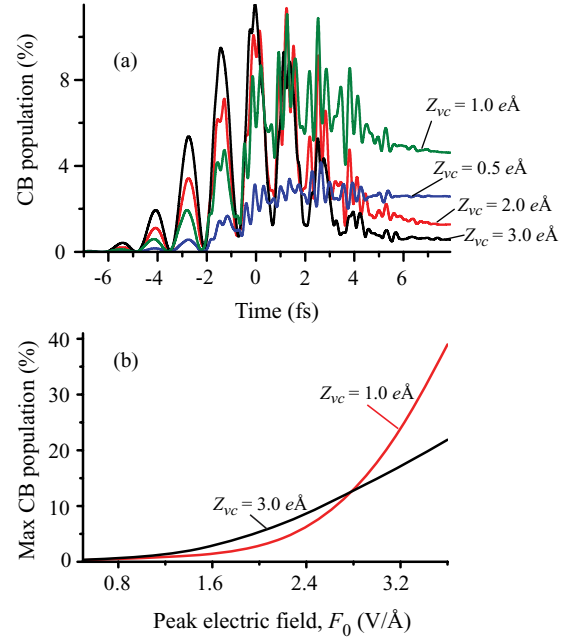 (a)
CB population (%)
8
4
0
Z_vc = 1.0 eÅ
Z_vc = 0.5 eÅ
Z_vc = 2.0 eÅ
Z_vc = 3.0 eÅ
-6 -4 -2 0 2 4 6
Time (fs)
(b)
Max CB population (%)
40
30
20
10
0
Z_vc = 1.0 eÅ
Z_vc = 3.0 eÅ
0.8 1.6 2.4 3.2
Peak electric field, F_0 (V/Å)